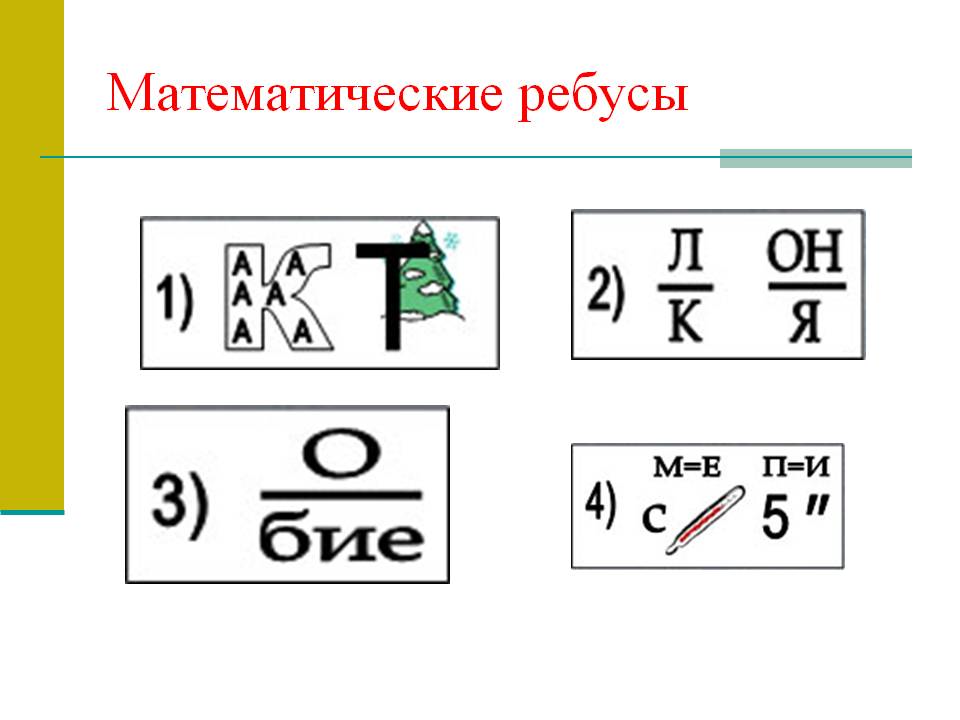 Математические ребусы
1) К А А А А А А Т
2) Л ОН
К Я
3) О
бие
М=Е П=И
4) с 5 "